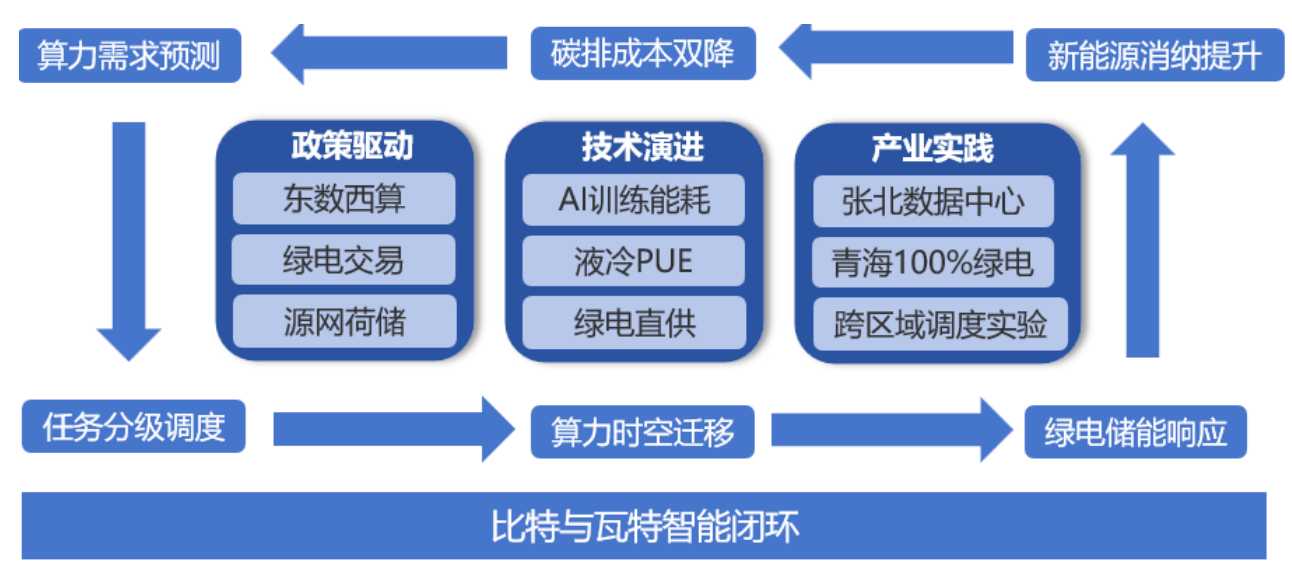 算力需求预测
碳排成本双降
新能源消纳提升
政策驱动
东数西算
绿电交易
源网荷储
技术演进
AI训练能耗
液冷PUE
绿电直供
产业实践
张北数据中心
青海100%绿电
跨区域调度实验
任务分级调度
算力时空迁移
绿电储能响应
比特与瓦特智能闭环